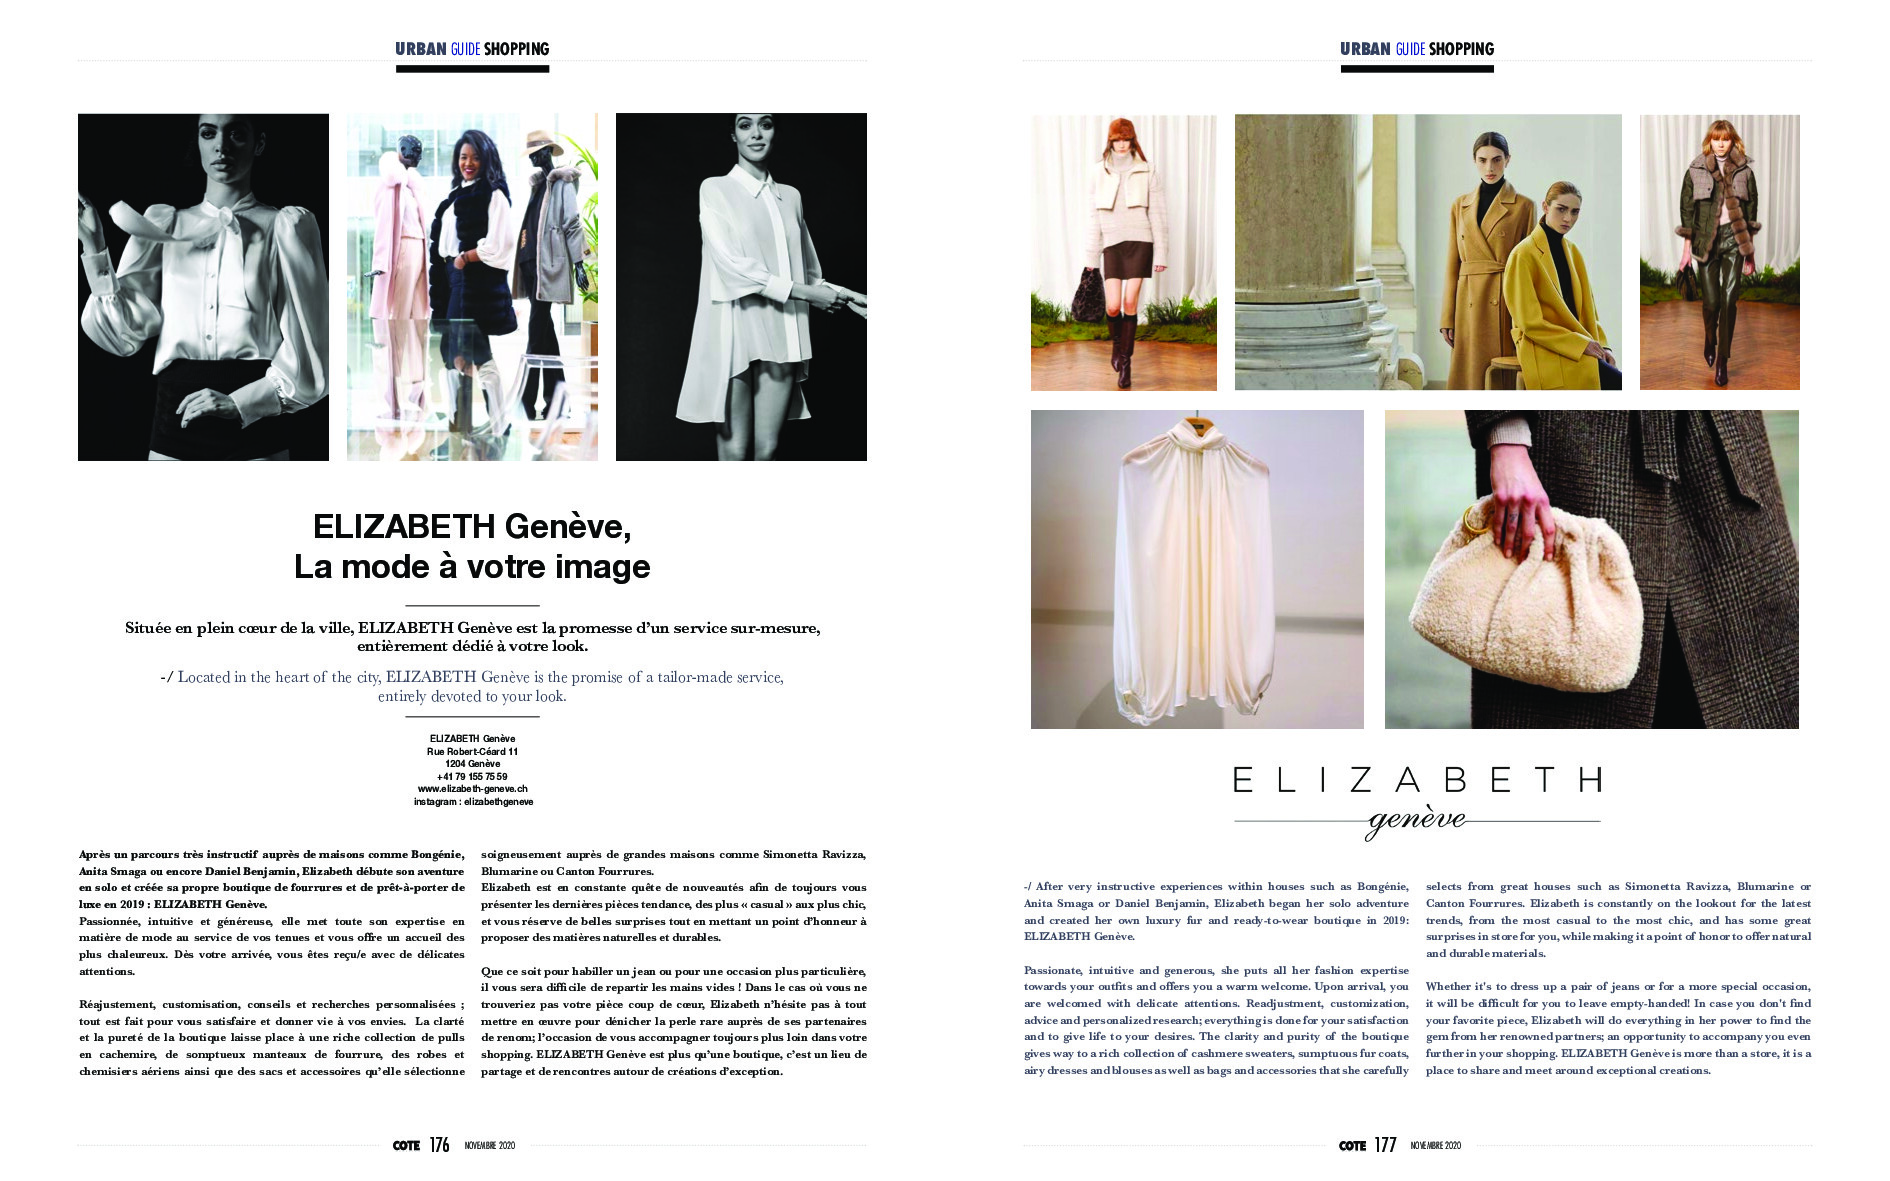 URBAN GUIDE SHOPPING
ELIZABETH Genève,
La mode à votre image
Située en plein cœur de la ville, ELIZABETH Genève est la promesse d’un service sur-mesure,
entièrement dédié à votre look.
-/ Located in the heart of the city, ELIZABETH Genève is the promise of a tailor-made service,
entirely devoted to your look.
ELIZABETH Genève
Rue Robert-Céard 11
1204 Genève
+41 79 155 75 59
www.elizabeth-geneve.ch
instagram : elizabethgeneve
Après un parcours très instructif auprès de maisons comme Bongénie,
Anita Smaga ou encore Daniel Benjamin, Elizabeth débute son aventure
en solo et créée sa propre boutique de fourrures et de prêt-à-porter de
luxe en 2019 : ELIZABETH Genève.
Passionnée, intuitive et généreuse, elle met toute son expertise en
matière de mode au service de vos tenues et vous offre un accueil des
plus chaleureux. Dès votre arrivée, vous êtes reçu/e avec de délicates
attentions.
Réajustement, customisation, conseils et recherches personnalisées ;
tout est fait pour vous satisfaire et donner vie à vos envies. La clarté
et la pureté de la boutique laisse place à une riche collection de pulls
en cachemire, de somptueux manteaux de fourrure, des robes et
chemisiers aériens ainsi que des sacs et accessoires qu’elle sélectionne
soigneusement auprès de grandes maisons comme Simonetta Ravizza,
Blumarine ou Canton Fourrures.
Elizabeth est en constante quête de nouveautés afin de toujours vous
présenter les dernières pièces tendance, des plus « casual » aux plus chic,
et vous réserve de belles surprises tout en mettant un point d’honneur à
proposer des matières naturelles et durables.
Que ce soit pour habiller un jean ou pour une occasion plus particulière,
il vous sera difficile de repartir les mains vides ! Dans le cas où vous ne
trouveriez pas votre pièce coup de cœur, Elizabeth n’hésite pas à tout
mettre en œuvre pour dénicher la perle rare auprès de ses partenaires
de renom; l’occasion de vous accompagner toujours plus loin dans votre
shopping. ELIZABETH Genève est plus qu’une boutique, c’est un lieu de
partage et de rencontres autour de créations d’exception.
COTE 176 NOVEMBRE 2020
URBAN GUIDE SHOPPING
ELIZABETH
genève
-/ After very instructive experiences within houses such as Bongénie,
Anita Smaga or Daniel Benjamin, Elizabeth began her solo adventure
and created her own luxury fur and ready-to-wear boutique in 2019:
ELIZABETH Genève.
Passionate, intuitive and generous, she puts all her fashion expertise
towards your outfits and offers you a warm welcome. Upon arrival, you
are welcomed with delicate attentions. Readjustment, customization,
advice and personalized research; everything is done for your satisfaction
and to give life to your desires. The clarity and purity of the boutique
gives way to a rich collection of cashmere sweaters, sumptuous fur coats,
airy dresses and blouses as well as bags and accessories that she carefully
selects from great houses such as Simonetta Ravizza, Blumarine or
Canton Fourrures. Elizabeth is constantly on the lookout for the latest
trends, from the most casual to the most chic, and has some great
surprises in store for you, while making it a point of honor to offer natural
and durable materials.
Whether it's to dress up a pair of jeans or for a more special occasion,
it will be difficult for you to leave empty-handed! In case you don't find
your favorite piece, Elizabeth will do everything in her power to find the
gem from her renowned partners; an opportunity to accompany you even
further in your shopping. ELIZABETH Genève is more than a store, it is a
place to share and meet around exceptional creations.
COTE 177 NOVEMBRE 2020